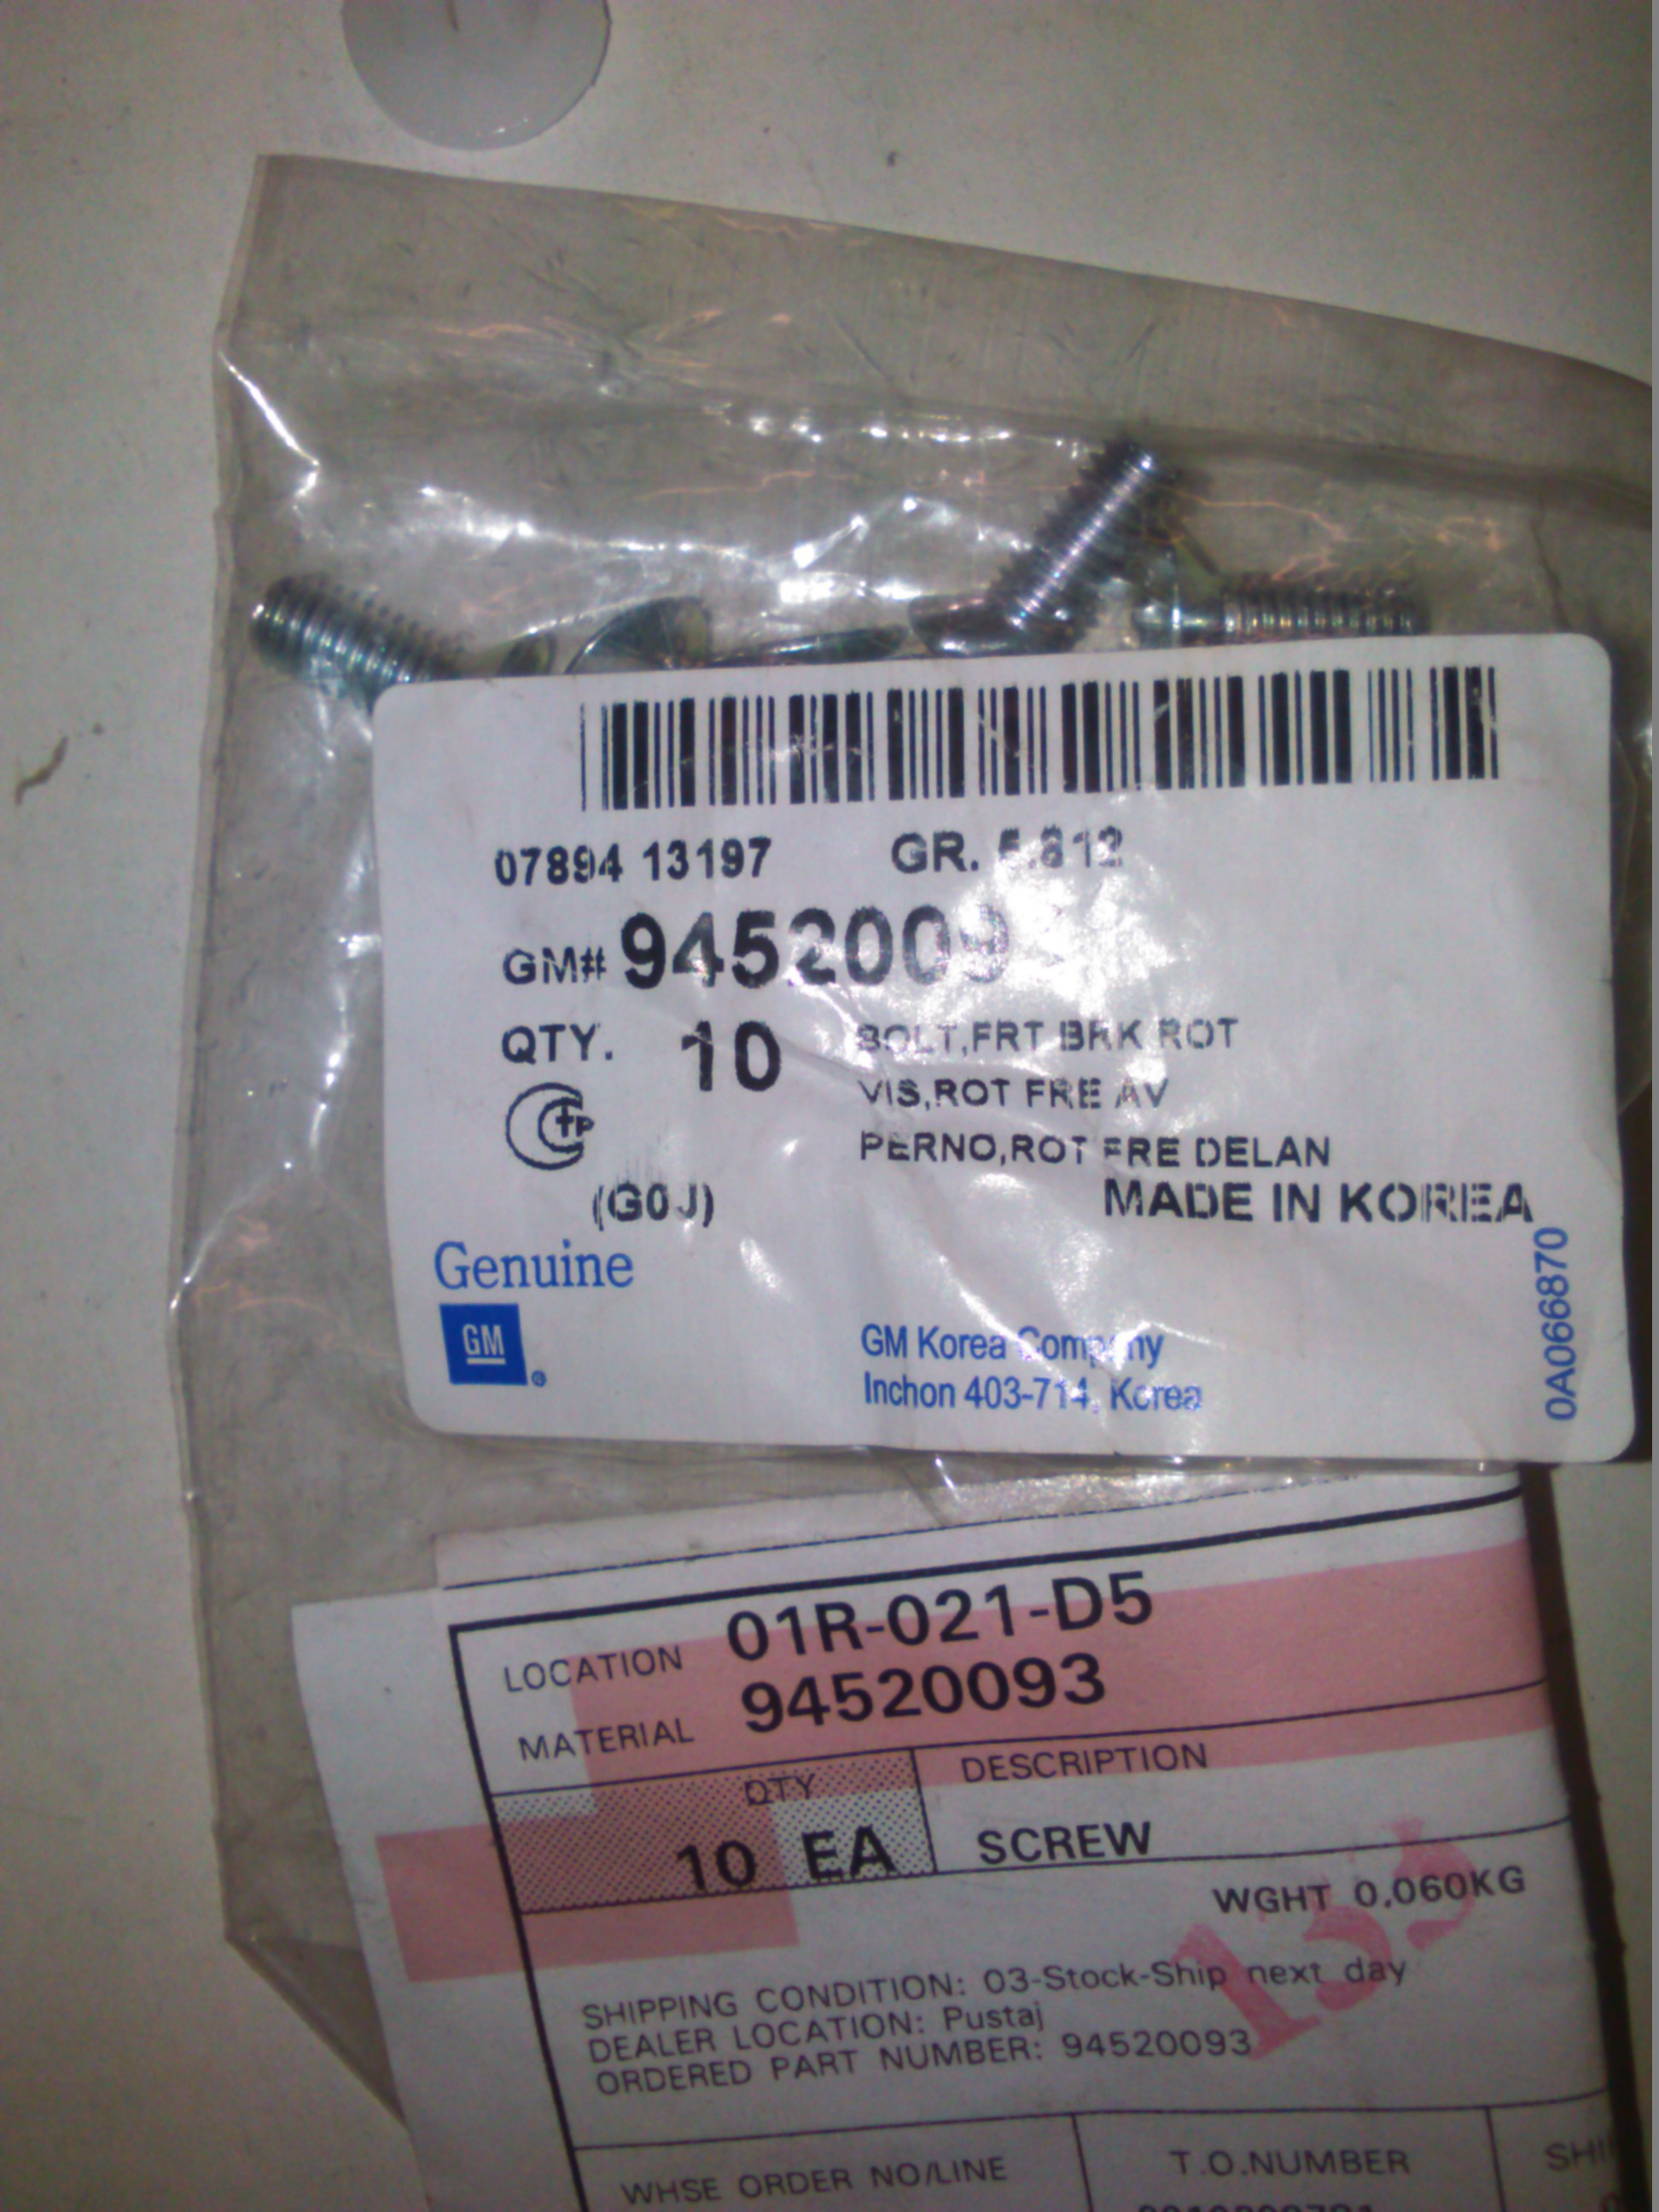 07894 13197 GR. 5.812
GM# 9452009
QTY. 10 BOLT,FRT BRK ROT
VIS,ROT FRE AV
PERNO,ROT FRE DELAN
(G0J) MADE IN KOREA
Genuine
GM
GM Korea Company
Inchon 403-714, Korea
0A066870
LOCATION 01R-021-D5
MATERIAL 94520093
QTY DESCRIPTION
10 EA SCREW
WGHT 0.060KG
153
SHIPPING CONDITION: 03-Stock-Ship next day
DEALER LOCATION: Pustaj
ORDERED PART NUMBER: 94520093
WHSE ORDER NO/LINE T.O.NUMBER